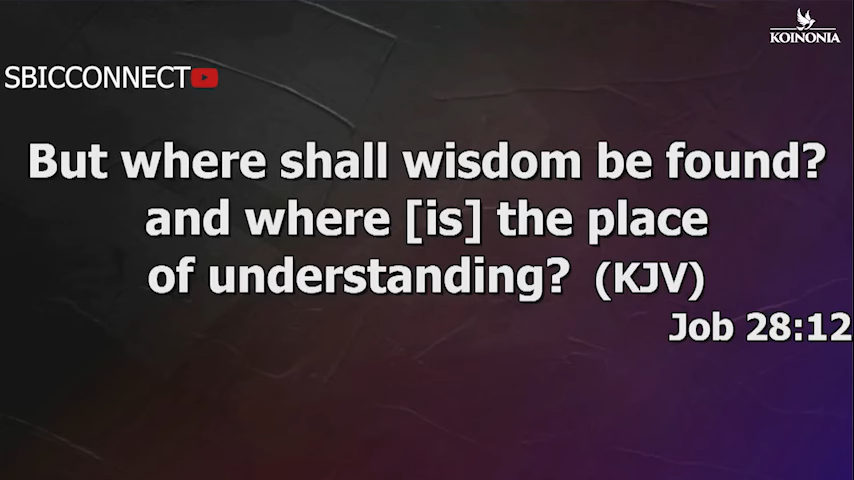 KOINONIA
SBICCONNECT
But where shall wisdom be found?
and where [is] the place
of understanding? (KJV)
Job 28:12